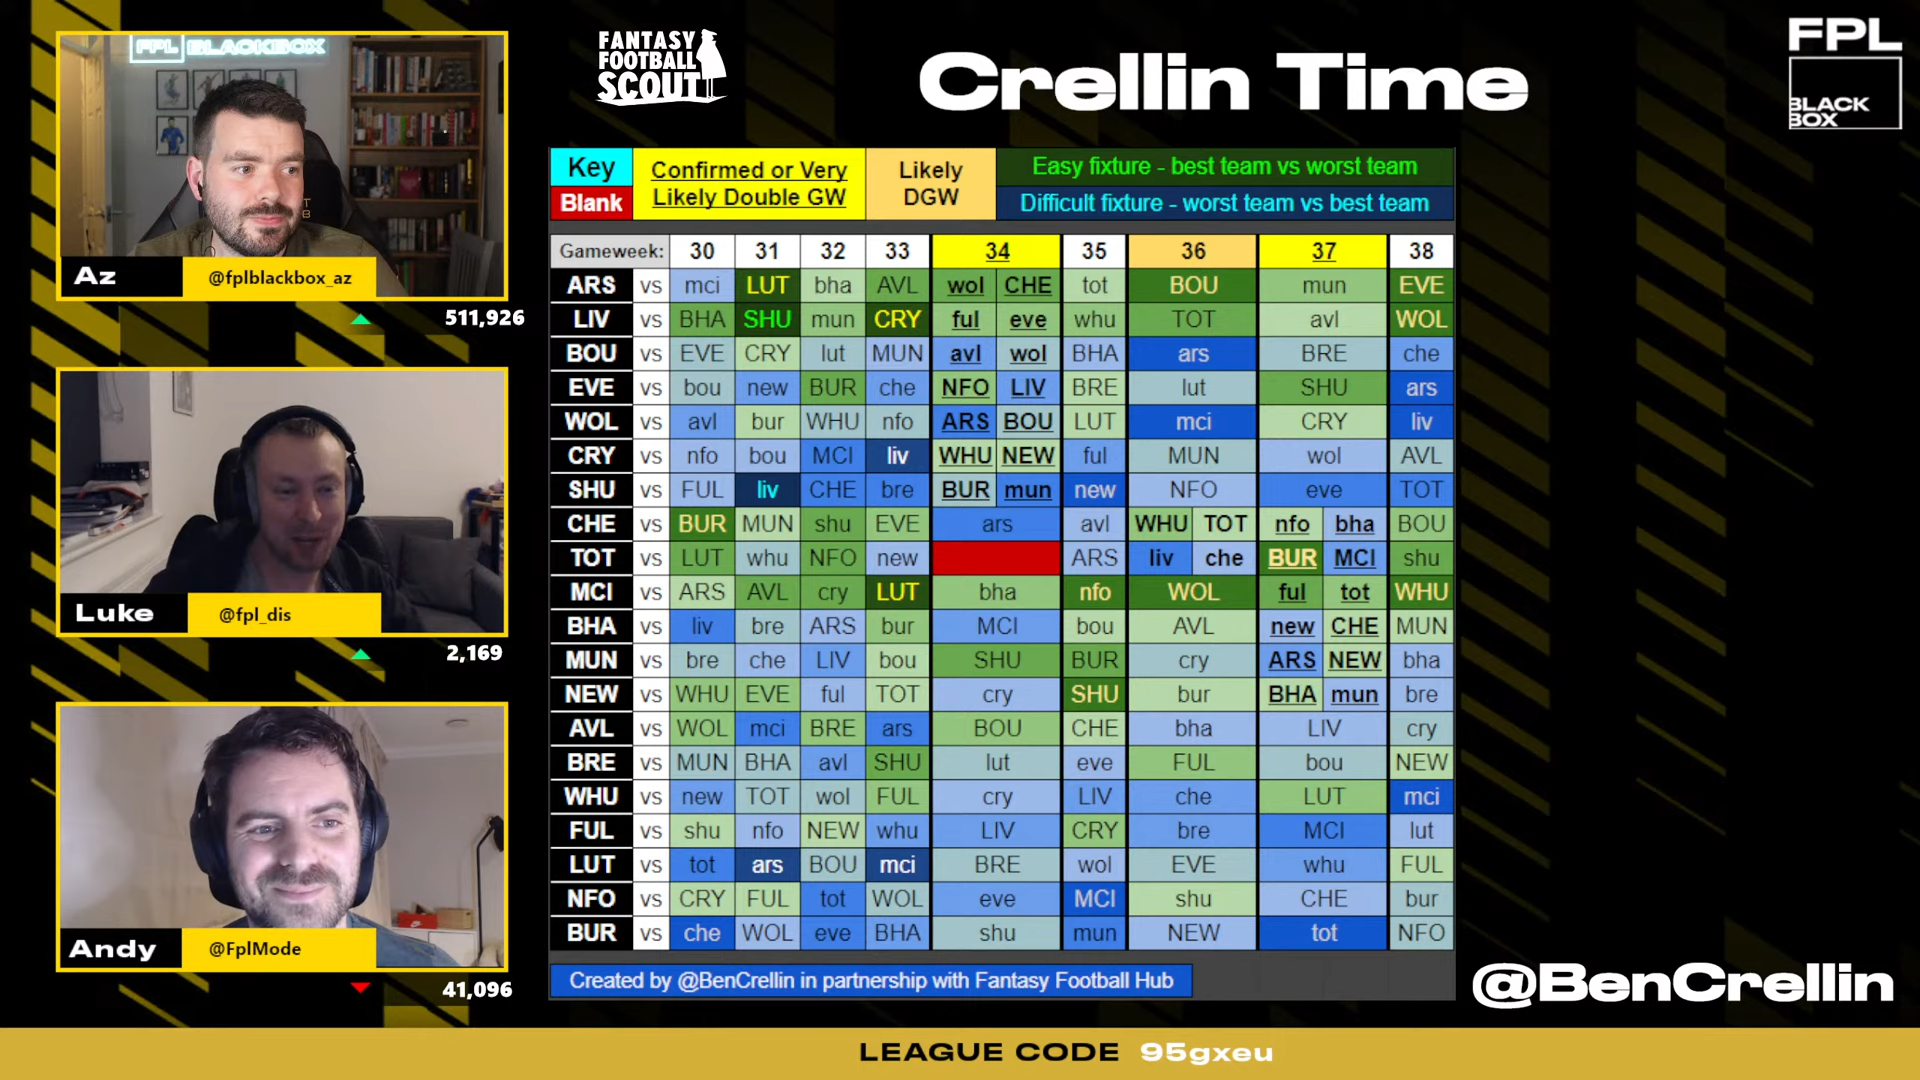 FPL BLACKBOX
Az
@fplblackbox_az
511,926
Luke
@fpl_dis
2,169
Andy
@FplMode
41,096
FANTASY
FOOTBALL
SCOUT
Crellin Time
FPL
BLACK
BOX
Key
Blank
Confirmed or Very
Likely Double GW
Likely
DGW
Easy fixture - best team vs worst team
Difficult fixture - worst team vs best team
Gameweek: 30 31 32 33 34 35 36 37 38
ARS vs mci LUT bha AVL wol CHE tot BOU mun EVE
LIV vs BHA SHU mun CRY ful eve whu TOT avl WOL
BOU vs EVE CRY lut MUN avl wol BHA ars BRE che
EVE vs bou new BUR che NFO LIV BRE lut SHU ars
WOL vs avl bur WHU nfo ARS BOU LUT mci CRY liv
CRY vs nfo bou MCI liv WHU NEW ful MUN wol AVL
SHU vs FUL liv CHE bre BUR mun new NFO eve TOT
CHE vs BUR MUN shu EVE ars avl WHU TOT nfo bha BOU
TOT vs LUT whu NFO new ARS liv che BUR MCI shu
MCI vs ARS AVL cry LUT bha nfo WOL ful tot WHU
BHA vs liv bre ARS bur MCI bou AVL new CHE MUN
MUN vs bre che LIV bou SHU BUR cry ARS NEW bha
NEW vs WHU EVE ful TOT cry SHU bur BHA mun bre
AVL vs WOL mci BRE ars BOU CHE bha LIV cry
BRE vs MUN BHA avl SHU lut eve FUL bou NEW
WHU vs new TOT wol FUL cry LIV che LUT mci
FUL vs shu nfo NEW whu LIV CRY bre MCI lut
LUT vs tot ars BOU mci BRE wol EVE whu FUL
NFO vs CRY FUL tot WOL eve MCI shu CHE bur
BUR vs che WOL eve BHA shu mun NEW tot NFO
Created by @BenCrellin in partnership with Fantasy Football Hub
@BenCrellin
LEAGUE CODE 95gxeu